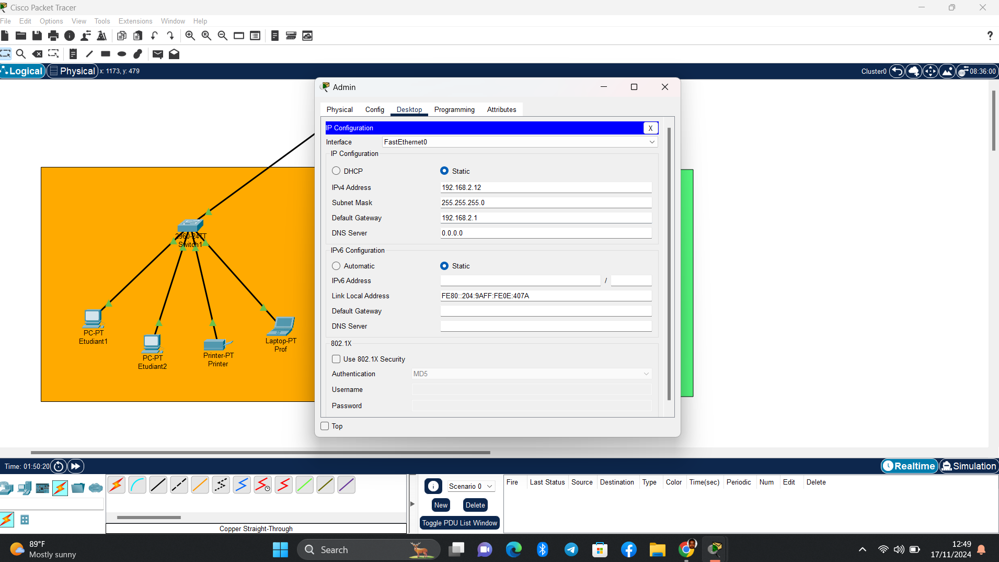 Cisco Packet Tracer
File Edit Options View Tools Extensions Window Help
?
Logical Physical x: 1173, y: 479 Cluster0 08:36:00
Admin
Physical Config Desktop Programming Attributes
IP Configuration X
Interface FastEthernet0
IP Configuration
DHCP Static
IPv4 Address 192.168.2.12
Subnet Mask 255.255.255.0
Default Gateway 192.168.2.1
DNS Server 0.0.0.0
IPv6 Configuration
Automatic Static
IPv6 Address /
Link Local Address FE80::204:9AFF:FE0E:407A
Default Gateway
DNS Server
802.1X
Use 802.1X Security
Authentication MD5
Username
Password
Top
2960-24TT
Switch1
PC-PT
Etudiant1
PC-PT
Etudiant2
Printer-PT
Printer
Laptop-PT
Prof
Time: 01:50:20 Realtime Simulation
Scenario 0
New Delete
Toggle PDU List Window
Fire Last Status Source Destination Type Color Time(sec) Periodic Num Edit Delete
Copper Straight-Through
89°F
Mostly sunny
Search
12:49
17/11/2024